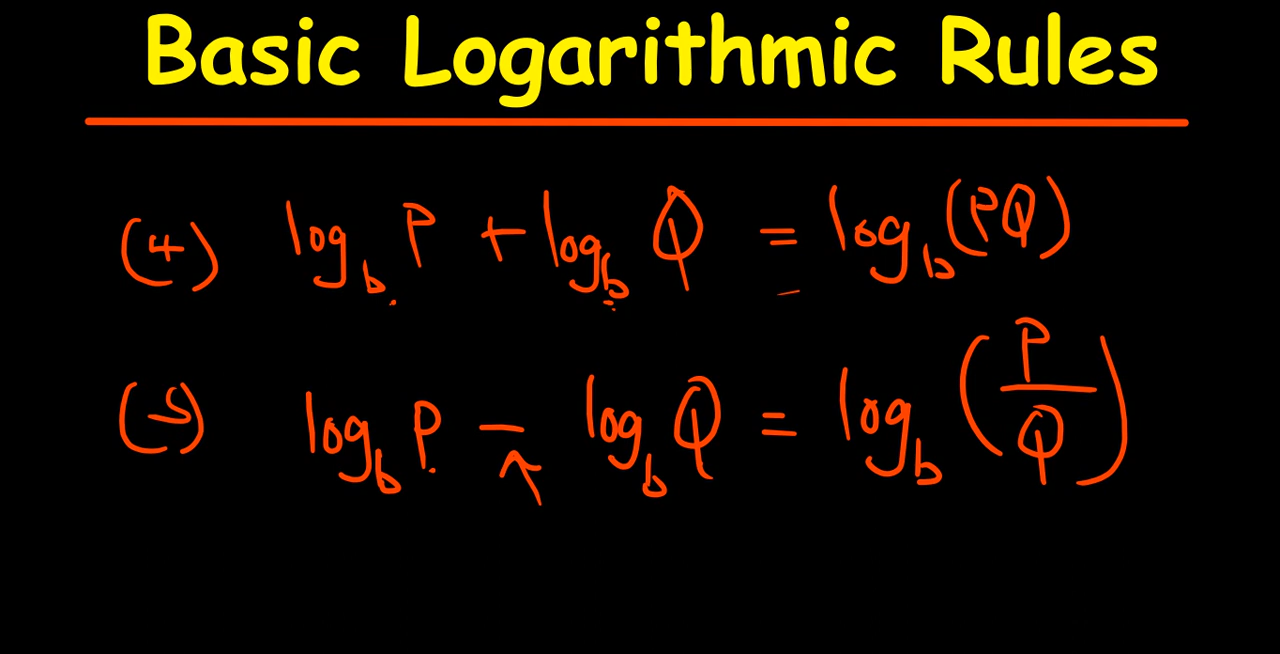 Basic Logarithmic Rules
(4) log_b P + log_b Q = log_b (PQ)
(5) log_b P - log_b Q = log_b (P/Q)